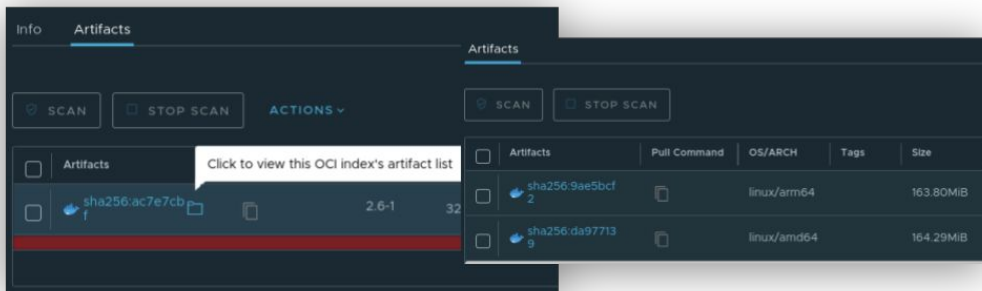 Info Artifacts
SCAN STOP SCAN ACTIONS
Artifacts Click to view this OCI index's artifact list
sha256:ac7e7cb
f
2.6-1 32
Artifacts
SCAN STOP SCAN
Artifacts Pull Command OS/ARCH Tags Size
sha256:9ae5bcf
2
linux/arm64 163.80MiB
sha256:da97713
9
linux/amd64 164.29MiB